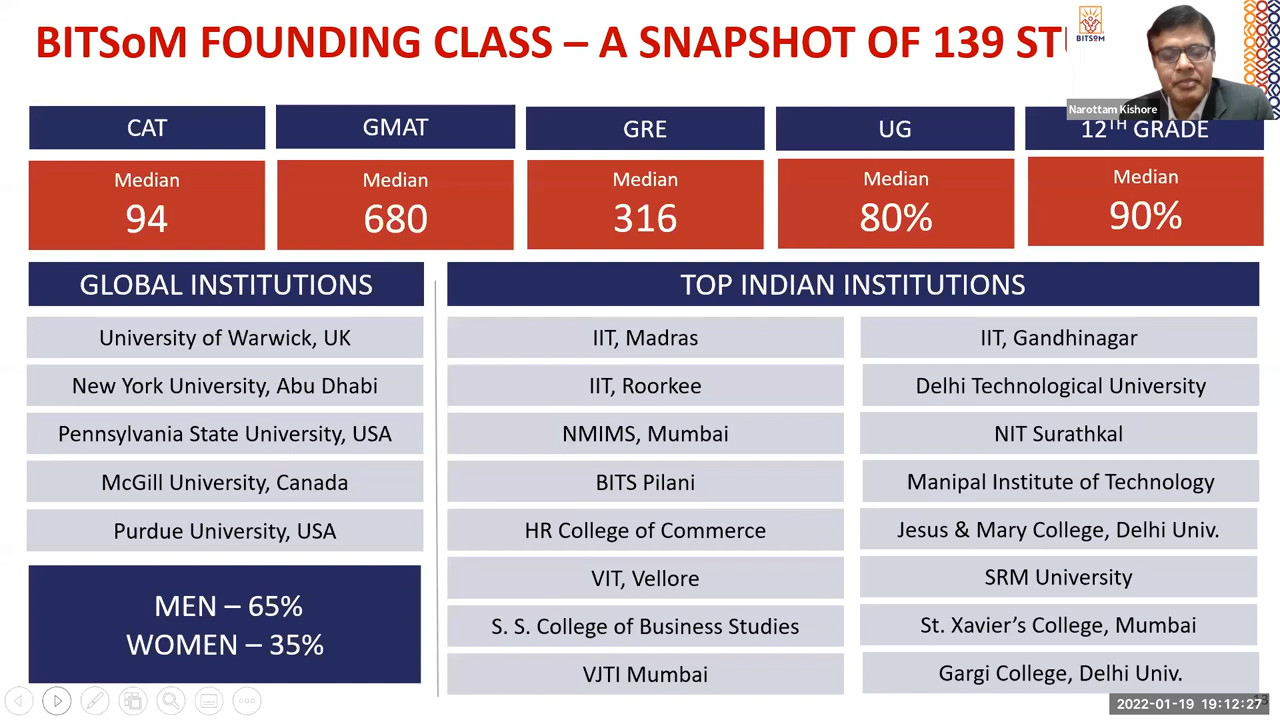 BITSoM FOUNDING CLASS – A SNAPSHOT OF 139
BITSoM
Narottam Kishore
CAT
GMAT
GRE
UG
12TH GRADE
Median
94
Median
680
Median
316
Median
80%
Median
90%
GLOBAL INSTITUTIONS
University of Warwick, UK
New York University, Abu Dhabi
Pennsylvania State University, USA
McGill University, Canada
Purdue University, USA
MEN – 65%
WOMEN – 35%
TOP INDIAN INSTITUTIONS
IIT, Madras
IIT, Roorkee
NMIMS, Mumbai
BITS Pilani
HR College of Commerce
VIT, Vellore
S. S. College of Business Studies
VJTI Mumbai
IIT, Gandhinagar
Delhi Technological University
NIT Surathkal
Manipal Institute of Technology
Jesus & Mary College, Delhi Univ.
SRM University
St. Xavier’s College, Mumbai
Gargi College, Delhi Univ.
2022-01-19 19:12:27